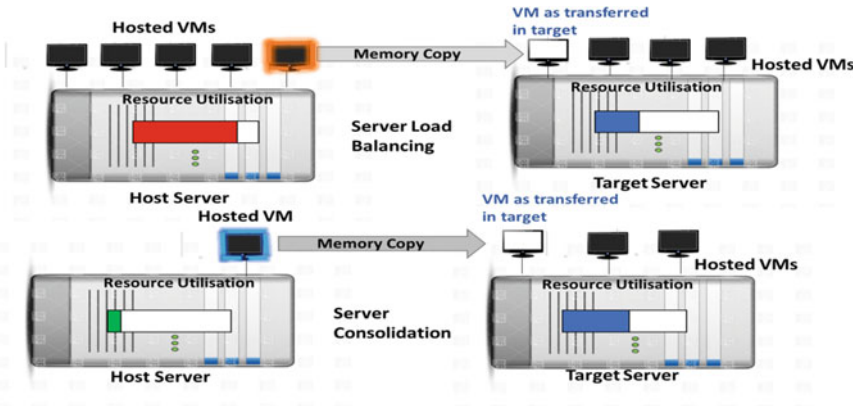 Hosted VMs
VM as transferred
in target
Memory Copy
Hosted VMs
Resource Utilisation
Resource Utilisation
Server Load
Balancing
Host Server
Target Server
Hosted VM
VM as transferred
in target
Memory Copy
Hosted VMs
Resource Utilisation
Resource Utilisation
Server
Consolidation
Host Server
Target Server